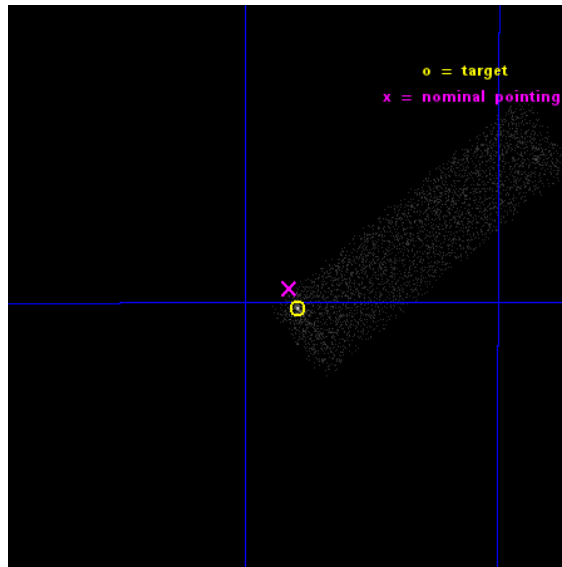 o = target
x = nominal pointing